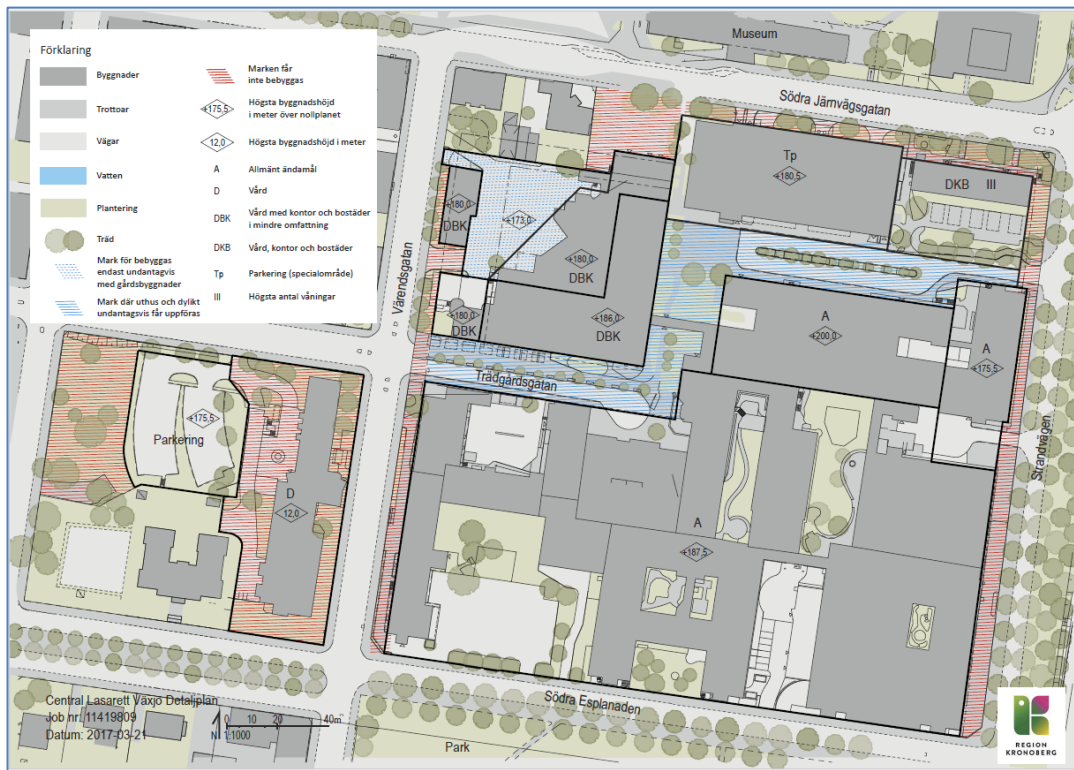 Förklaring
Byggnader
Trottoar
Vägar
Vatten
Plantering
Träd
Mark för bebyggas
endast undantagvis
med gårdsbyggnader
Mark där uthus och dylikt
undantagsvis får uppföras
Marken får
inte bebyggas
+175,5
Högsta byggnadshöjd
i meter över nollplanet
12,0
Högsta byggnadshöjd i meter
A
Allmänt ändamål
D
Vård
DBK
Vård med kontor och bostäder
i mindre omfattning
DKB
Vård, kontor och bostäder
Tp
Parkering (specialområde)
III
Högsta antal våningar
Museum
Södra Järnvägsgatan
Tp
+180,5
DKB III
+180,0
DBK
+173,0
+180,0
DBK
+186,0
DBK
+180,0
DBK
Värendsgatan
Trädgårdsgatan
A
+200,0
A
+175,5
Strandvägen
+175,5
Parkering
D
12,0
A
+187,5
Södra Esplanaden
Park
Central Lasarett Växjö Detaljplan
Job nr. 11419809
Datum: 2017-03-21
N
0 10 20 40m
1:1000
REGION
KRONOBERG